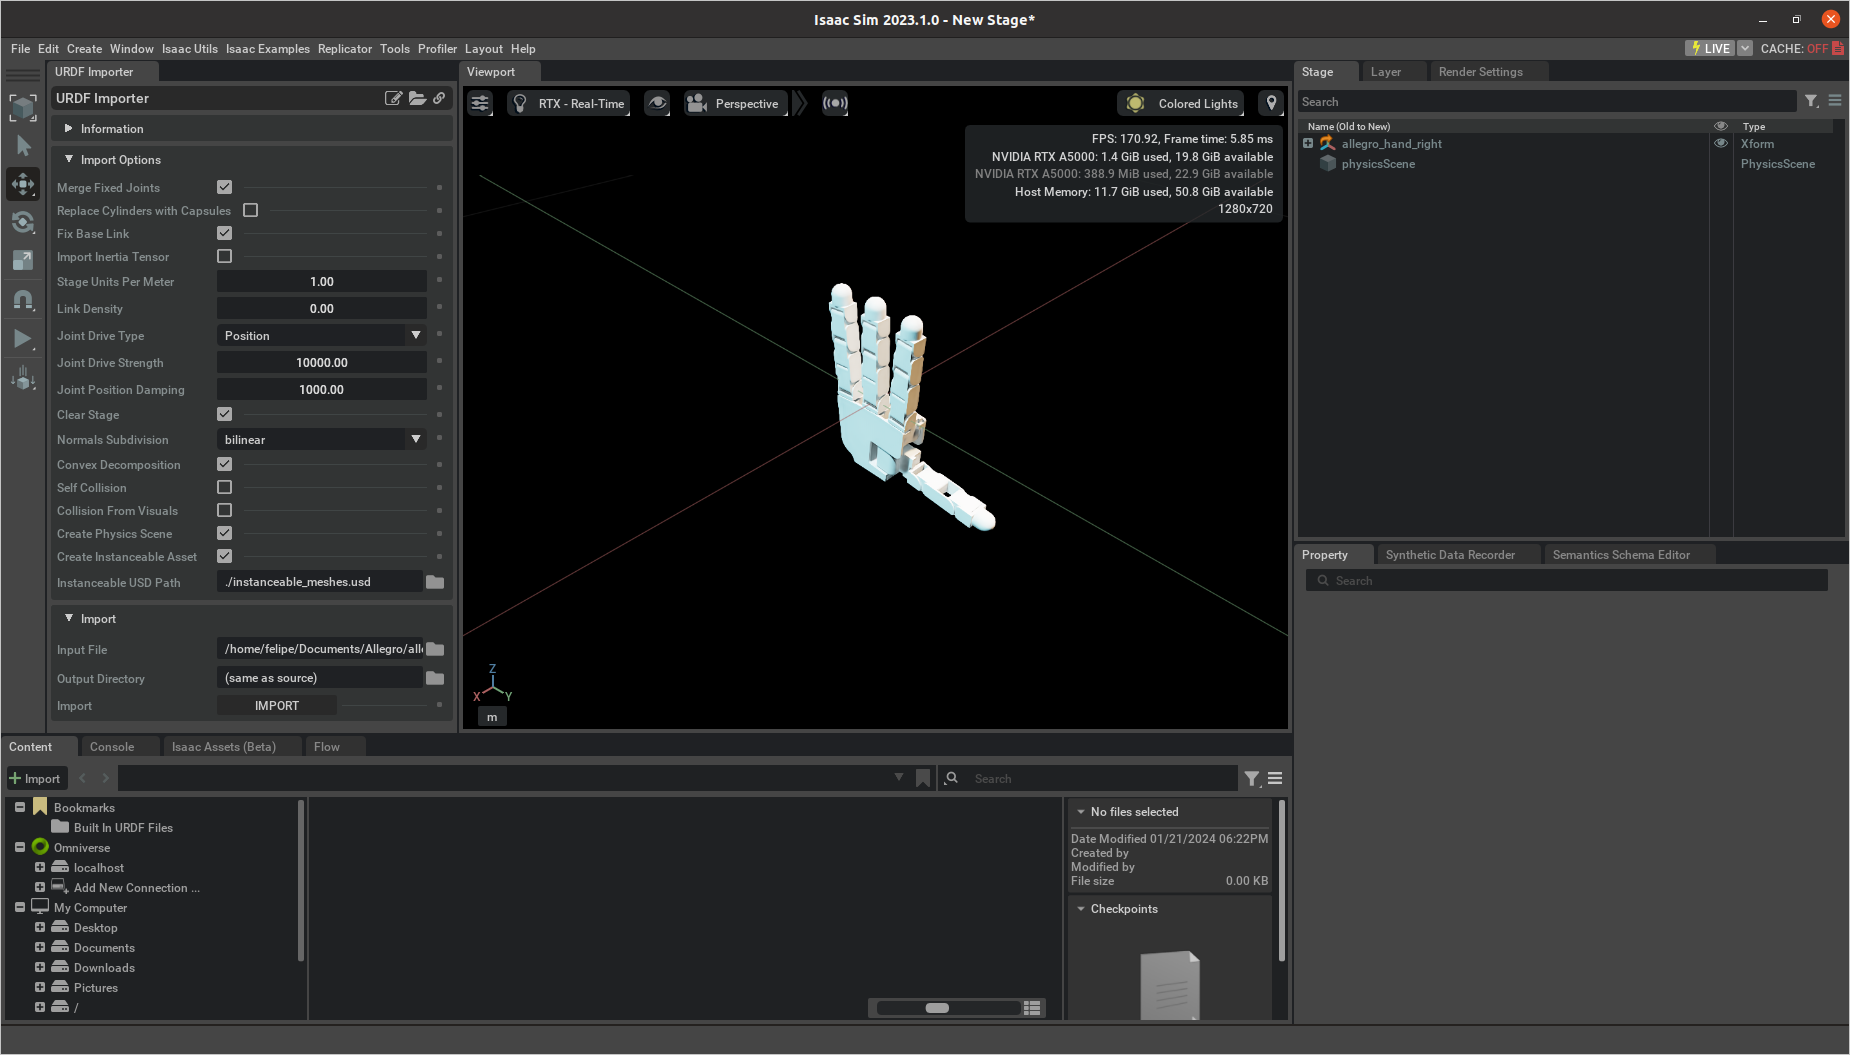 Isaac Sim 2023.1.0 - New Stage*
File Edit Create Window Isaac Utils Isaac Examples Replicator Tools Profiler Layout Help
LIVE
CACHE: OFF
URDF Importer
URDF Importer
Information
Import Options
Merge Fixed Joints
Replace Cylinders with Capsules
Fix Base Link
Import Inertia Tensor
Stage Units Per Meter 1.00
Link Density 0.00
Joint Drive Type Position
Joint Drive Strength 10000.00
Joint Position Damping 1000.00
Clear Stage
Normals Subdivision bilinear
Convex Decomposition
Self Collision
Collision From Visuals
Create Physics Scene
Create Instanceable Asset
Instanceable USD Path ./instanceable_meshes.usd
Import
Input File /home/felipe/Documents/Allegro/all
Output Directory (same as source)
Import IMPORT
Viewport
RTX - Real-Time
Perspective
Colored Lights
FPS: 170.92, Frame time: 5.85 ms
NVIDIA RTX A5000: 1.4 GiB used, 19.8 GiB available
NVIDIA RTX A5000: 388.9 MiB used, 22.9 GiB available
Host Memory: 11.7 GiB used, 50.8 GiB available
1280x720
Z
X
Y
m
Stage Layer Render Settings
Search
Name (Old to New) Type
allegro_hand_right Xform
physicsScene PhysicsScene
Property Synthetic Data Recorder Semantics Schema Editor
Search
Content Console Isaac Assets (Beta) Flow
Import
Search
Bookmarks
Built In URDF Files
Omniverse
localhost
Add New Connection ...
My Computer
Desktop
Documents
Downloads
Pictures
/
No files selected
Date Modified 01/21/2024 06:22PM
Created by
Modified by
File size 0.00 KB
Checkpoints